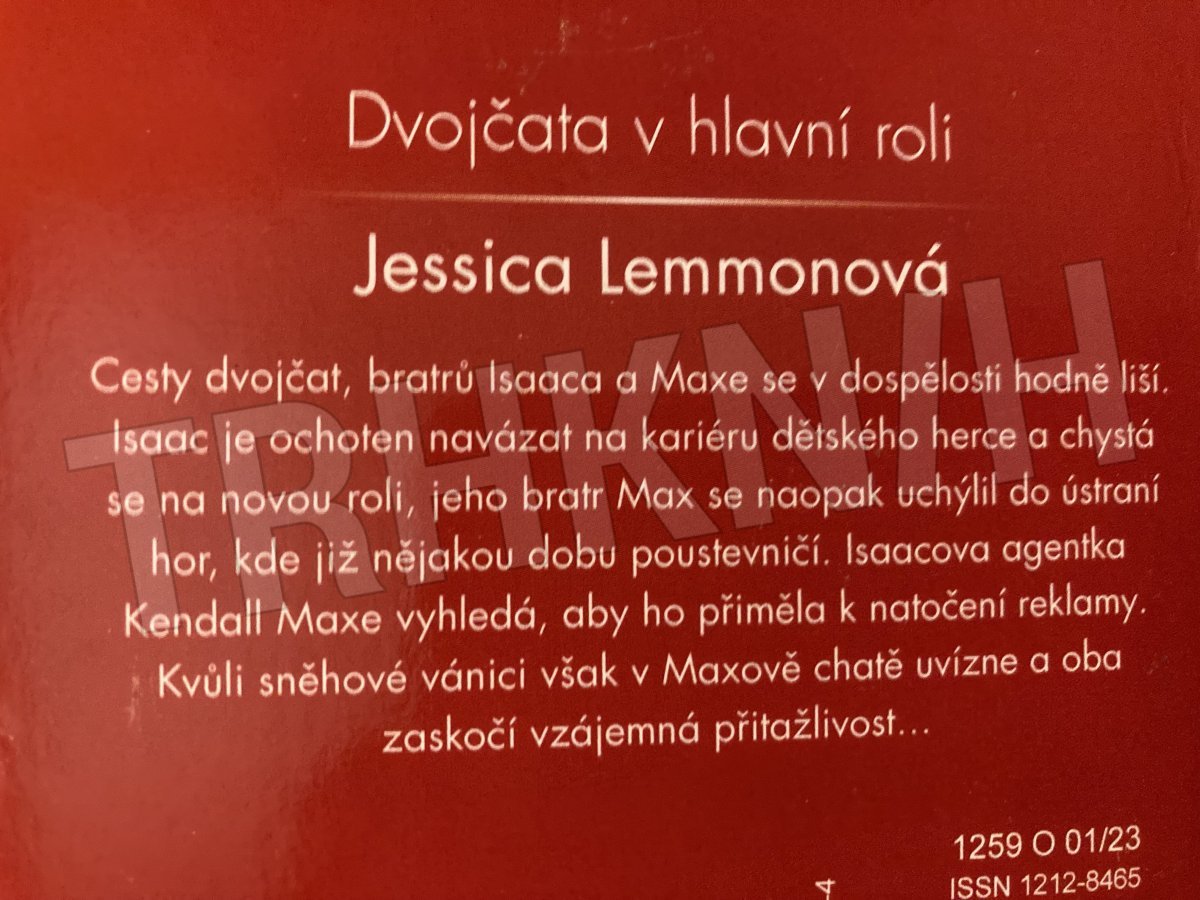 Dvojčata v hlavní roli
Jessica Lemmonová
Cesty dvojčat, bratrů Isaaca a Maxe se v dospělosti hodně liší.
Isaac je ochoten navázat na kariéru dětského herce a chystá
se na novou roli, jeho bratr Max se naopak uchýlil do ústraní
hor, kde již nějakou dobu poustevničí. Isaacova agentka
Kendall Maxe vyhledá, aby ho přiměla k natočení reklamy.
Kvůli sněhové vánici však v Maxově chatě uvízne a oba
zaskočí vzájemná přitažlivost...
TRHKN/H
1259 O 01/23
ISSN 1212-8465
4